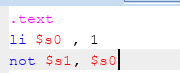 .text
li $s0 , 1
not $s1, $s0